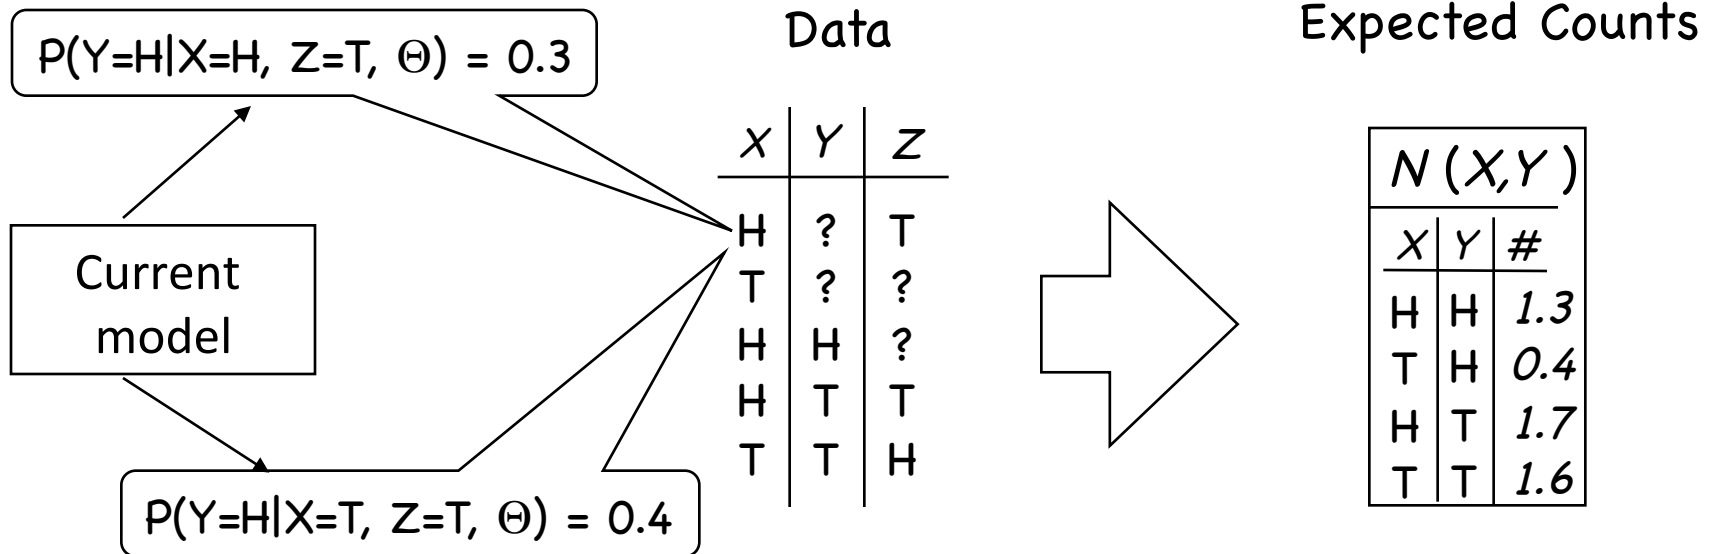 P(Y=H|X=H, Z=T, Θ) = 0.3
Current
model
P(Y=H|X=T, Z=T, Θ) = 0.4
Data
X Y Z
H ? T
T ? ?
H H ?
H T T
T T H
Expected Counts
N (X,Y )
X Y #
H H 1.3
T H 0.4
H T 1.7
T T 1.6